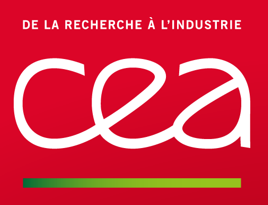 DE LA RECHERCHE À L'INDUSTRIE
cea